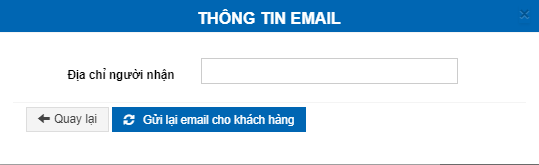 THÔNG TIN EMAIL
Địa chỉ người nhận
Quay lại
Gửi lại email cho khách hàng